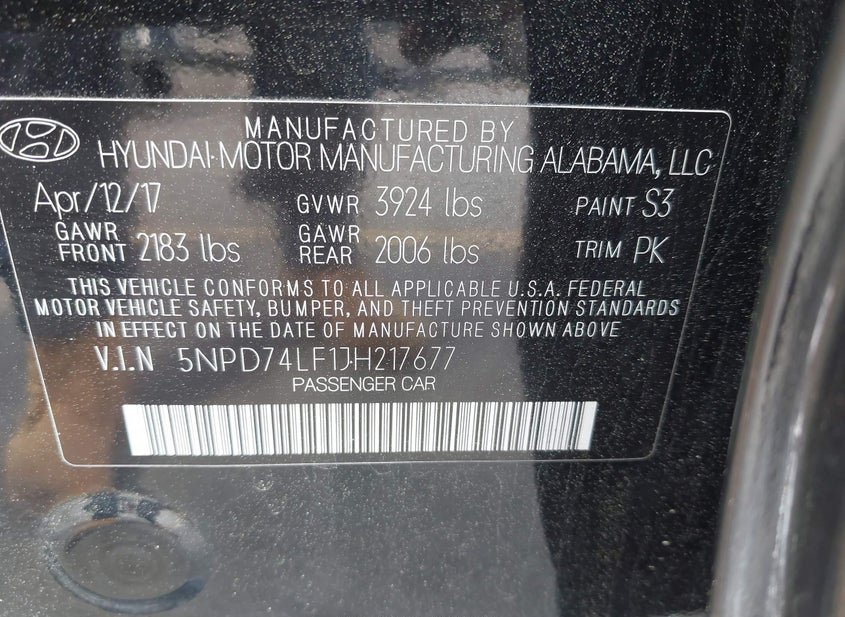 MANUFACTURED BY
HYUNDAI MOTOR MANUFACTURING ALABAMA, LLC
Apr/12/17 GVWR 3924 lbs PAINT S3
GAWR FRONT 2183 lbs GAWR REAR 2006 lbs TRIM PK
THIS VEHICLE CONFORMS TO ALL APPLICABLE U.S.A. FEDERAL
MOTOR VEHICLE SAFETY, BUMPER, AND THEFT PREVENTION STANDARDS
IN EFFECT ON THE DATE OF MANUFACTURE SHOWN ABOVE
V.I.N 5NPD74LF1JH217677
PASSENGER CAR